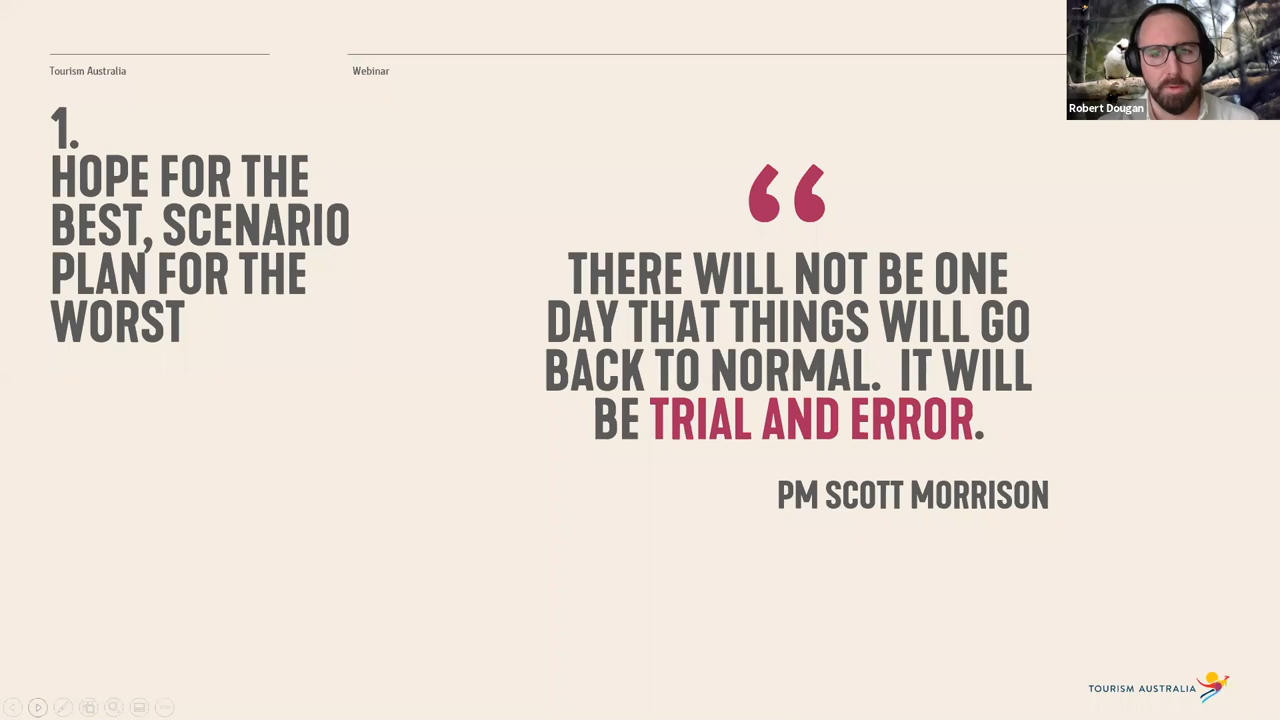 Tourism Australia
Webinar
Robert Dougan
1.
HOPE FOR THE
BEST, SCENARIO
PLAN FOR THE
WORST
“
THERE WILL NOT BE ONE
DAY THAT THINGS WILL GO
BACK TO NORMAL.  IT WILL
BE TRIAL AND ERROR.
PM SCOTT MORRISON
TOURISM AUSTRALIA